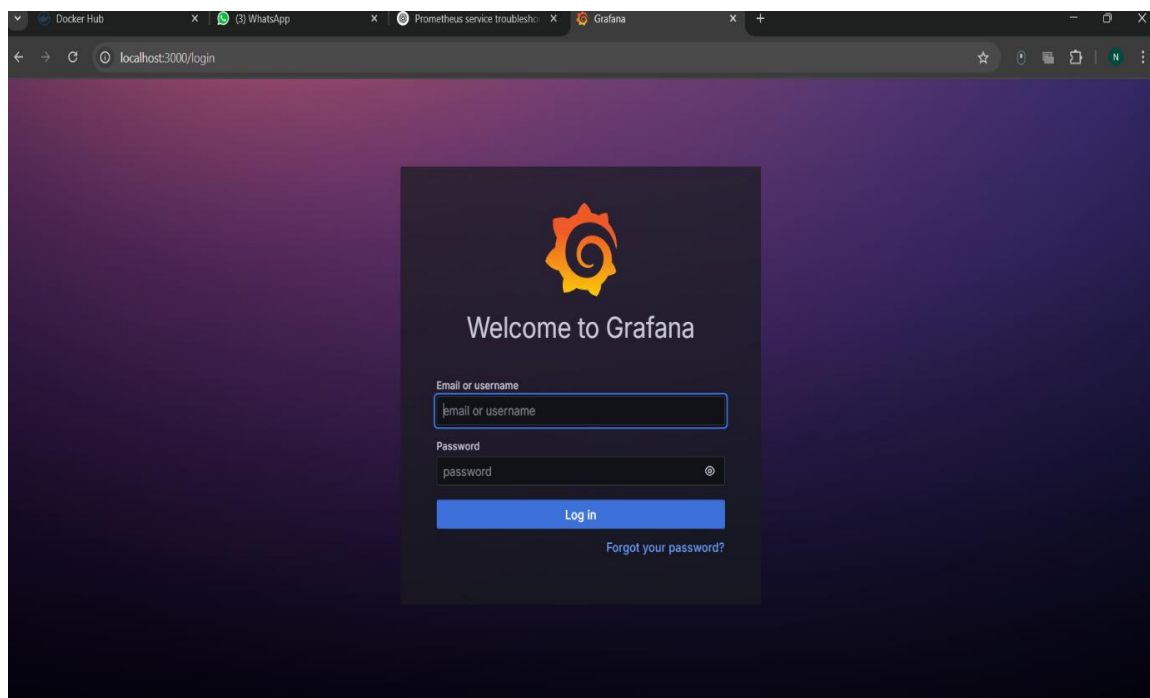 Docker Hub (3) WhatsApp Prometheus service troublesho Grafana
localhost:3000/login N
Welcome to Grafana
Email or username
email or username
Password
password
Log in
Forgot your password?